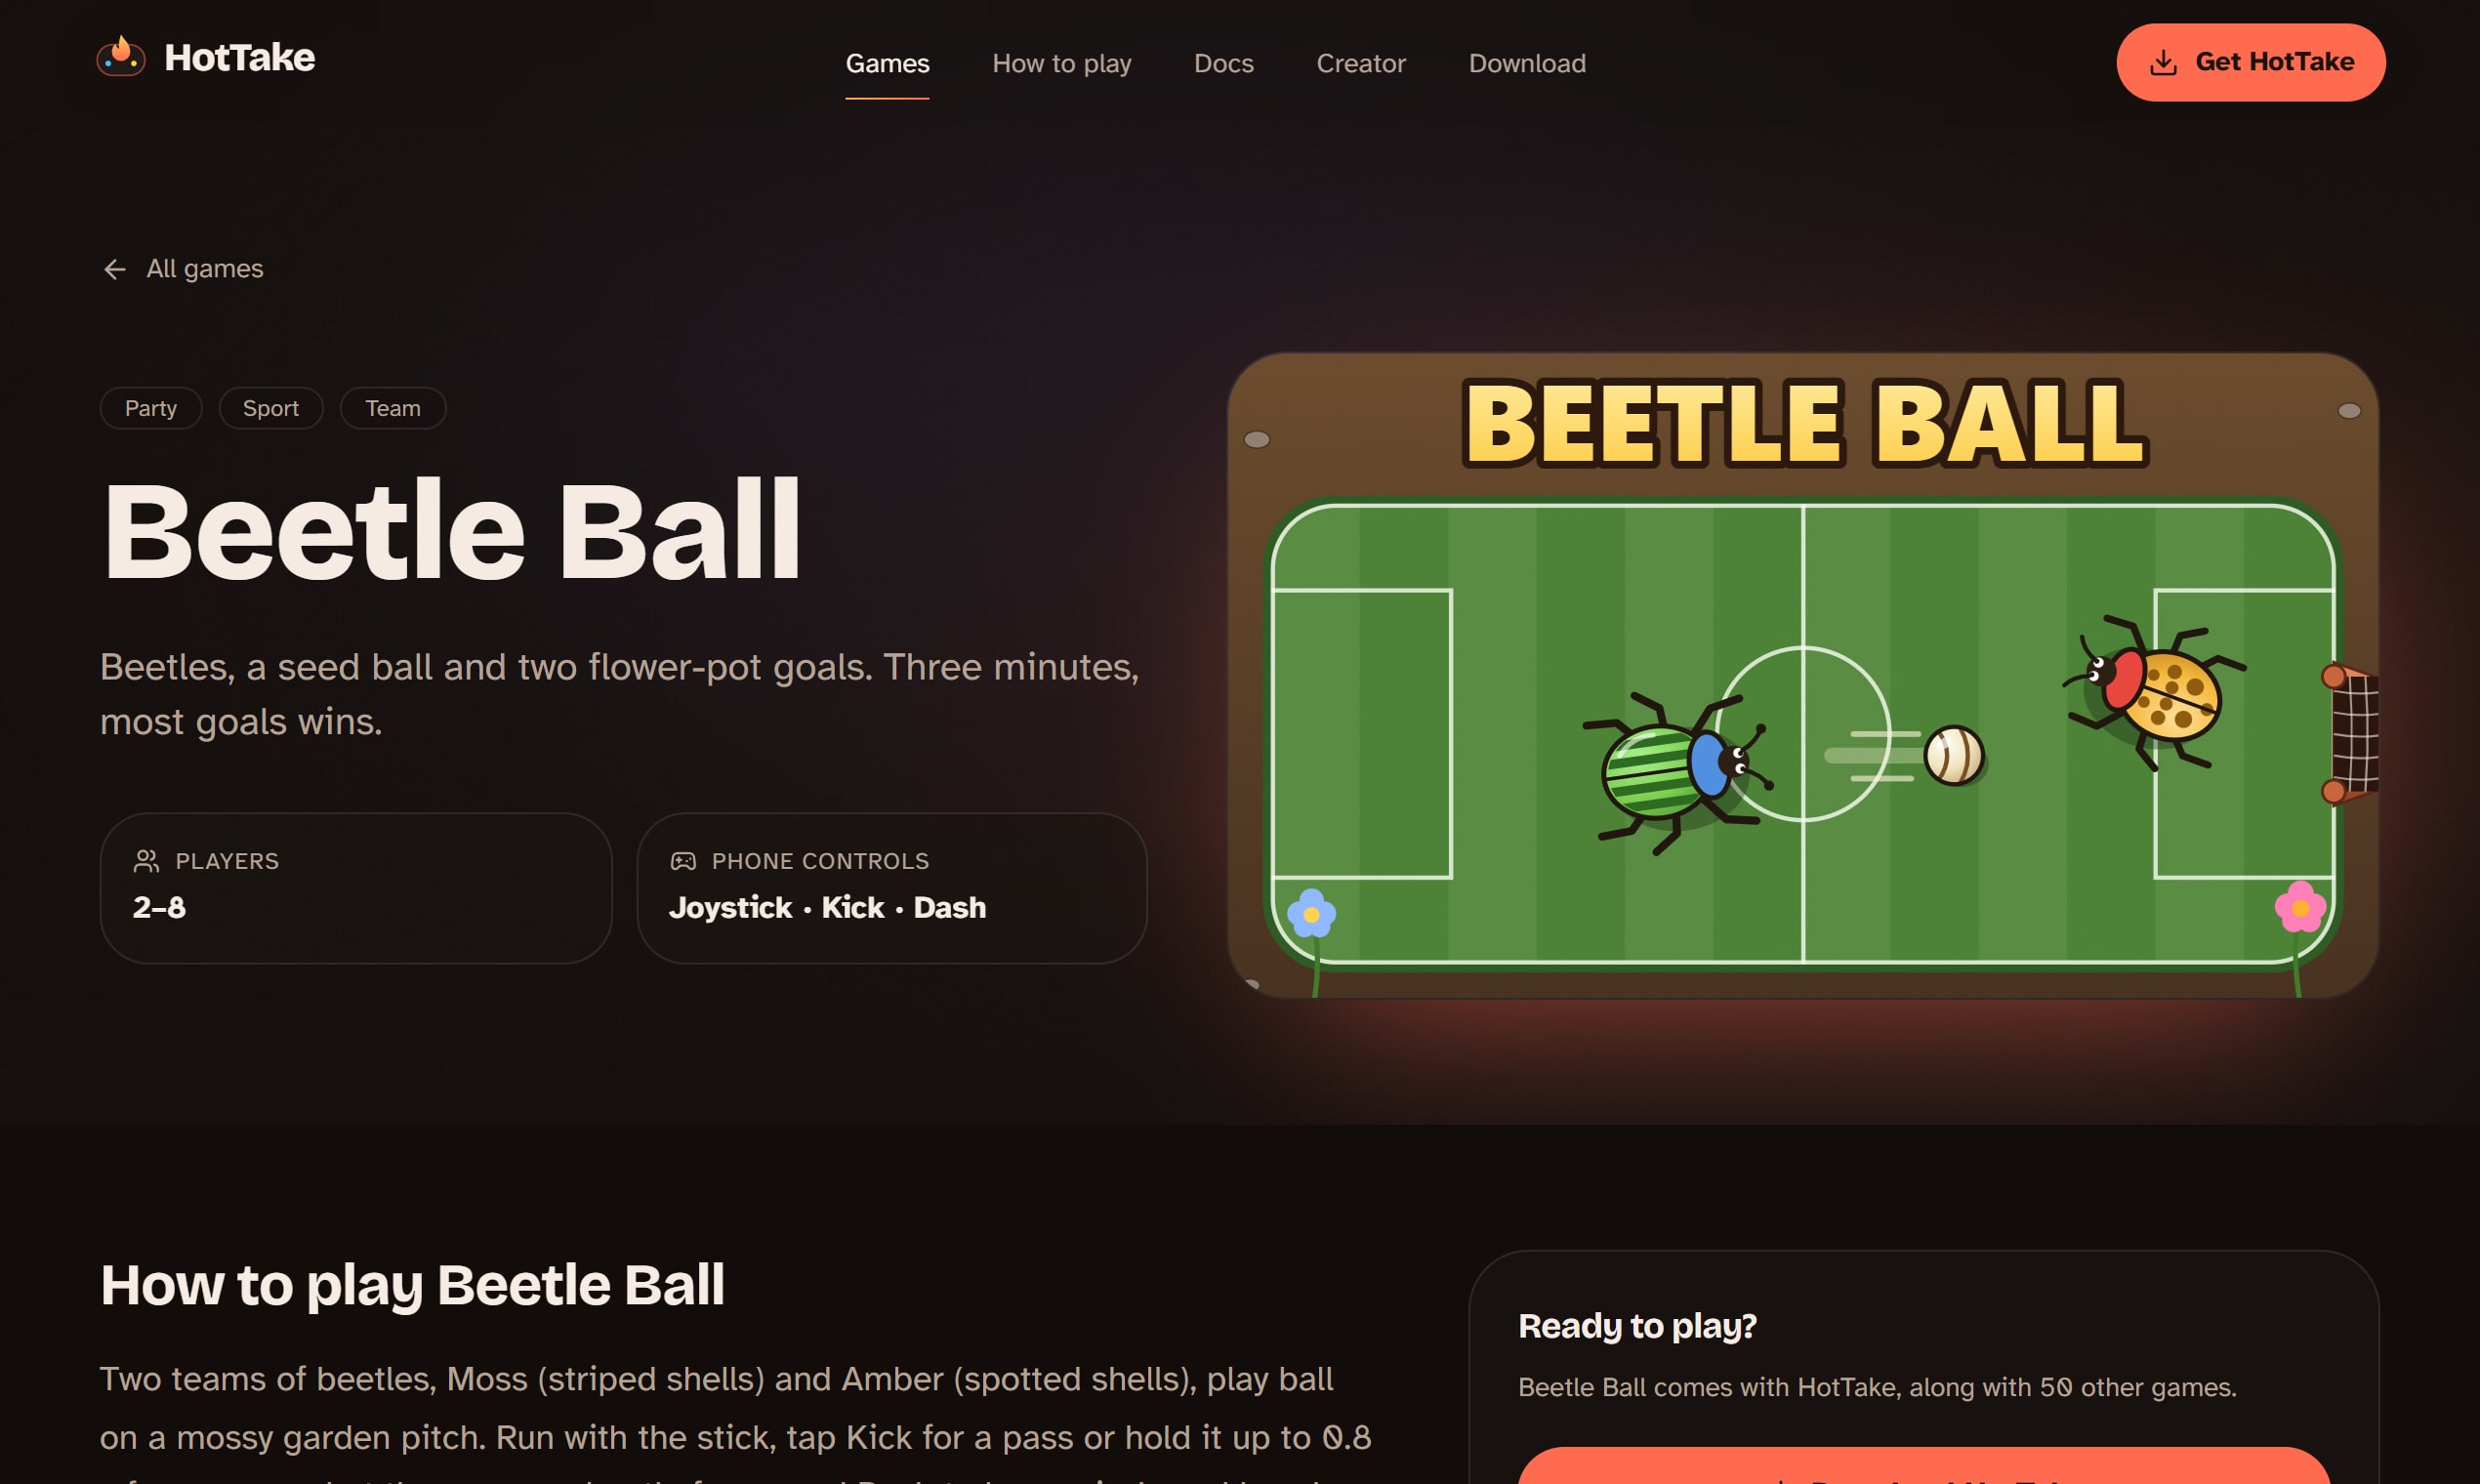 HotTake
Games
How to play
Docs
Creator
Download
Get HotTake
All games
Party
Sport
Team
Beetle Ball
Beetles, a seed ball and two flower-pot goals. Three minutes,
most goals wins.
PLAYERS
2–8
PHONE CONTROLS
Joystick · Kick · Dash
BEETLE BALL
How to play Beetle Ball
Two teams of beetles, Moss (striped shells) and Amber (spotted shells), play ball
on a mossy garden pitch. Run with the stick, tap Kick for a pass or hold it up to 0.8
Ready to play?
Beetle Ball comes with HotTake, along with 50 other games.